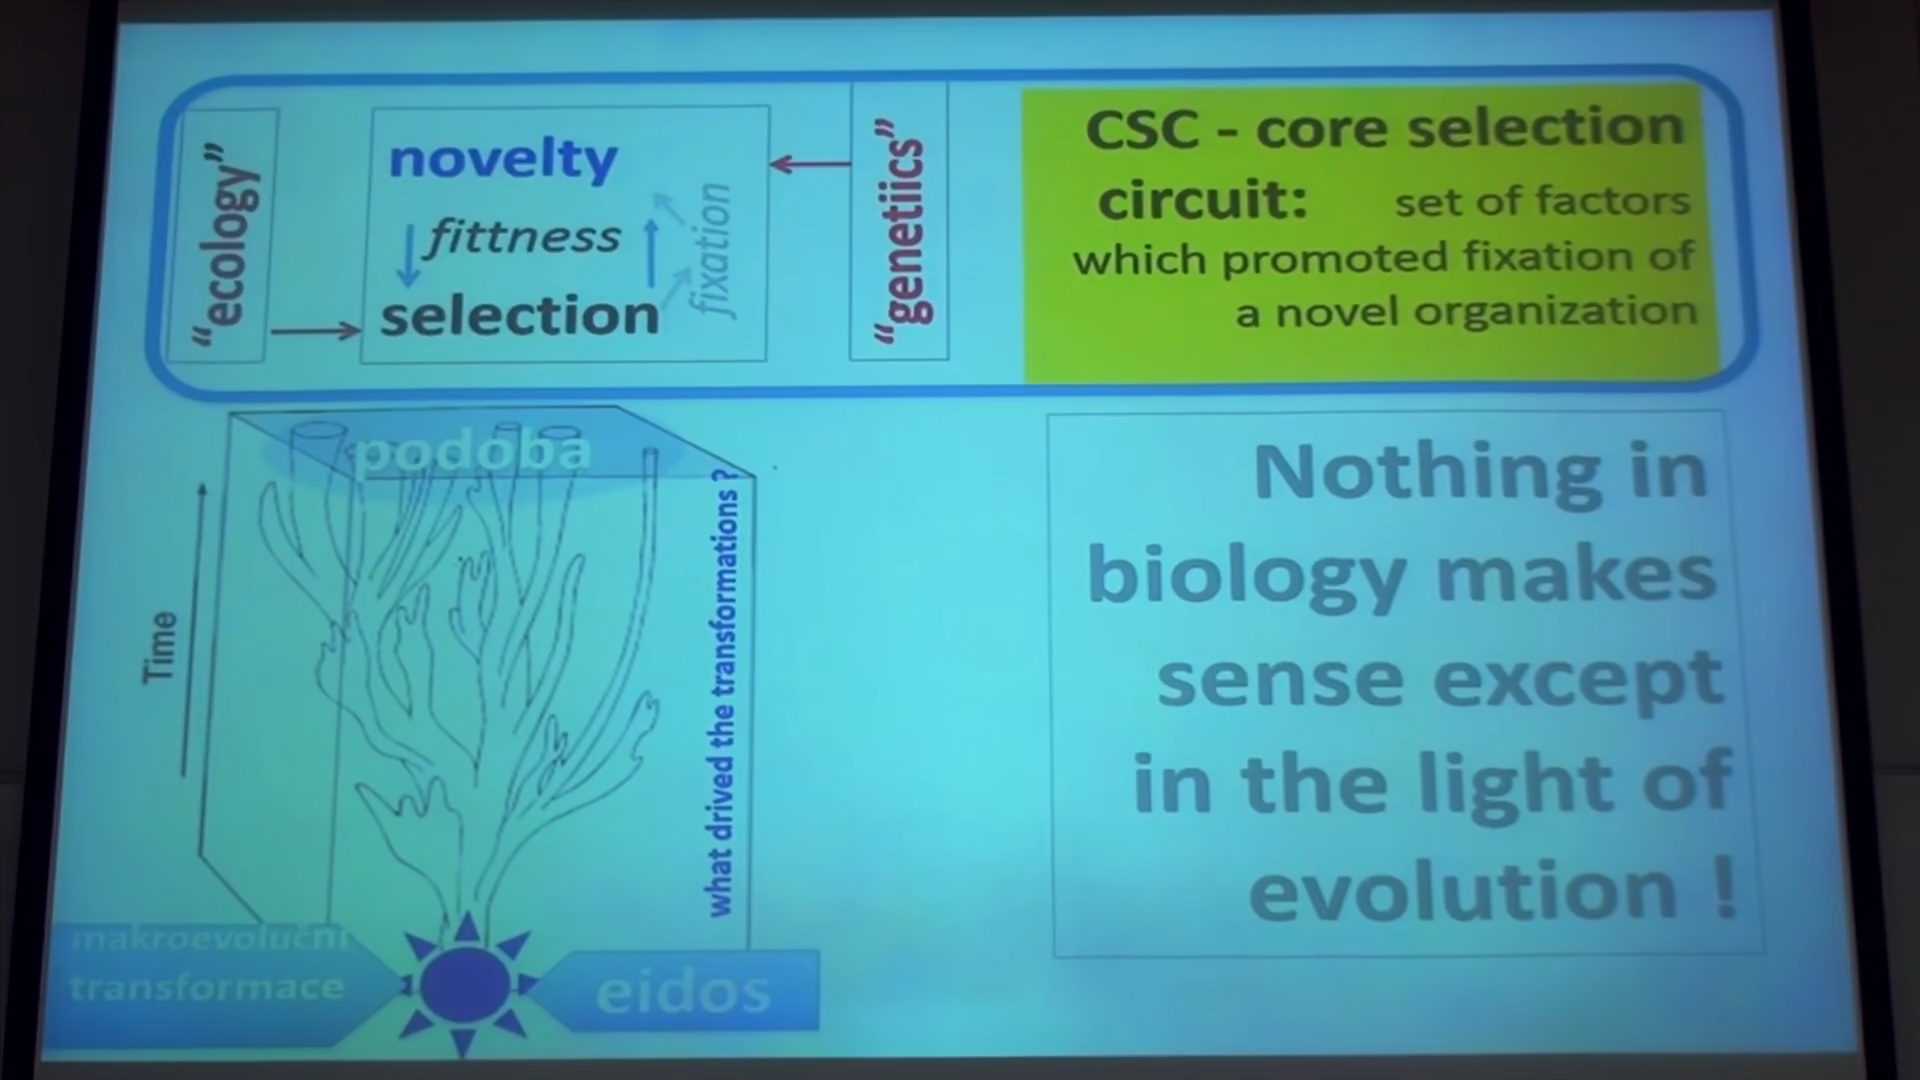 “ecology”
novelty
fittness
selection
fixation
“genetiics”
CSC - core selection
circuit: set of factors
which promoted fixation of
a novel organization
podoba
Time
what drived the transformations ?
makroevoluční
transformace
eidos
Nothing in
biology makes
sense except
in the light of
evolution !